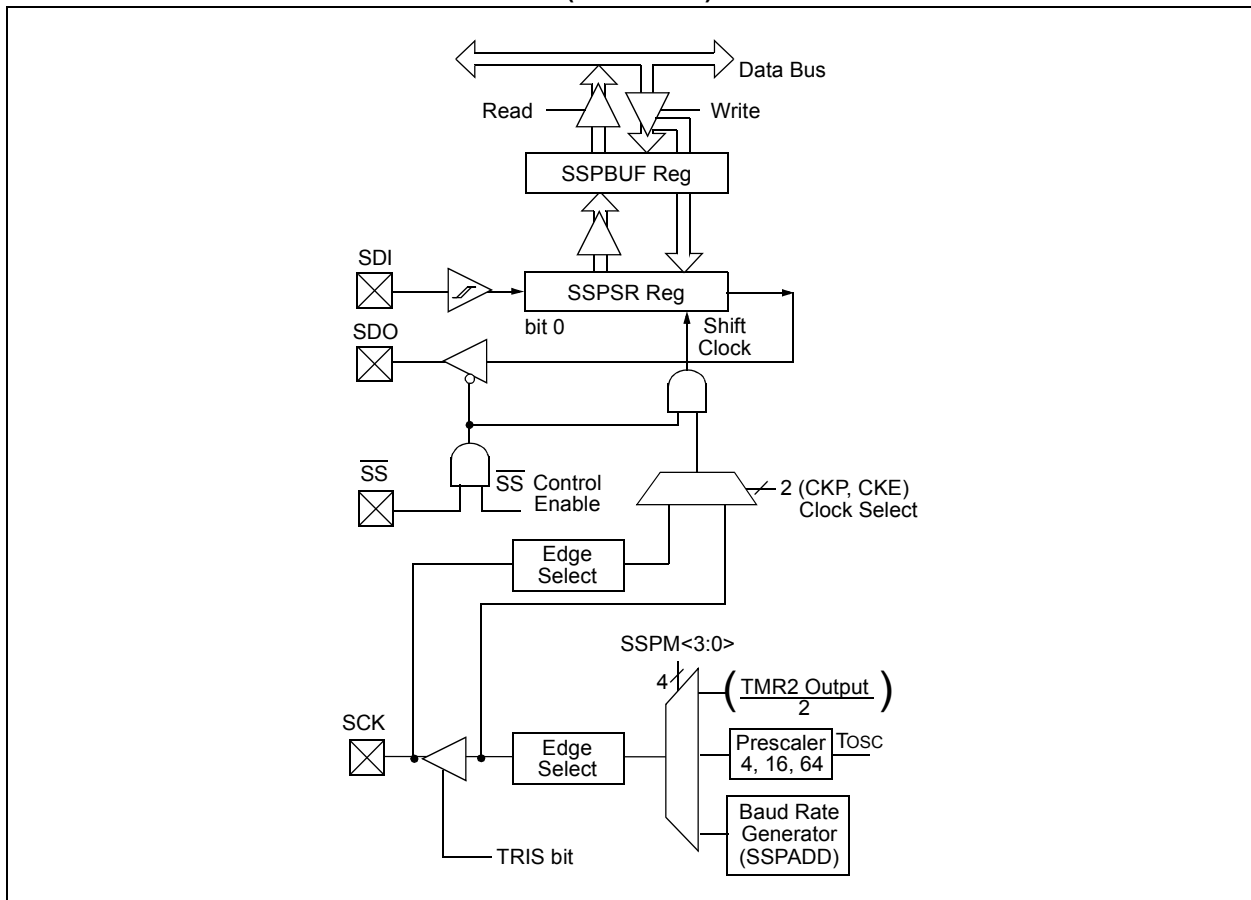 Data Bus
Read
Write
SSPBUF Reg
SDI
SSPSR Reg
bit 0
Shift
Clock
SDO
SS
SS Control
Enable
2 (CKP, CKE)
Clock Select
Edge
Select
SSPM<3:0>
4
(TMR2 Output)
2
SCK
Edge
Select
Prescaler
4, 16, 64
TOSC
Baud Rate
Generator
(SSPADD)
TRIS bit